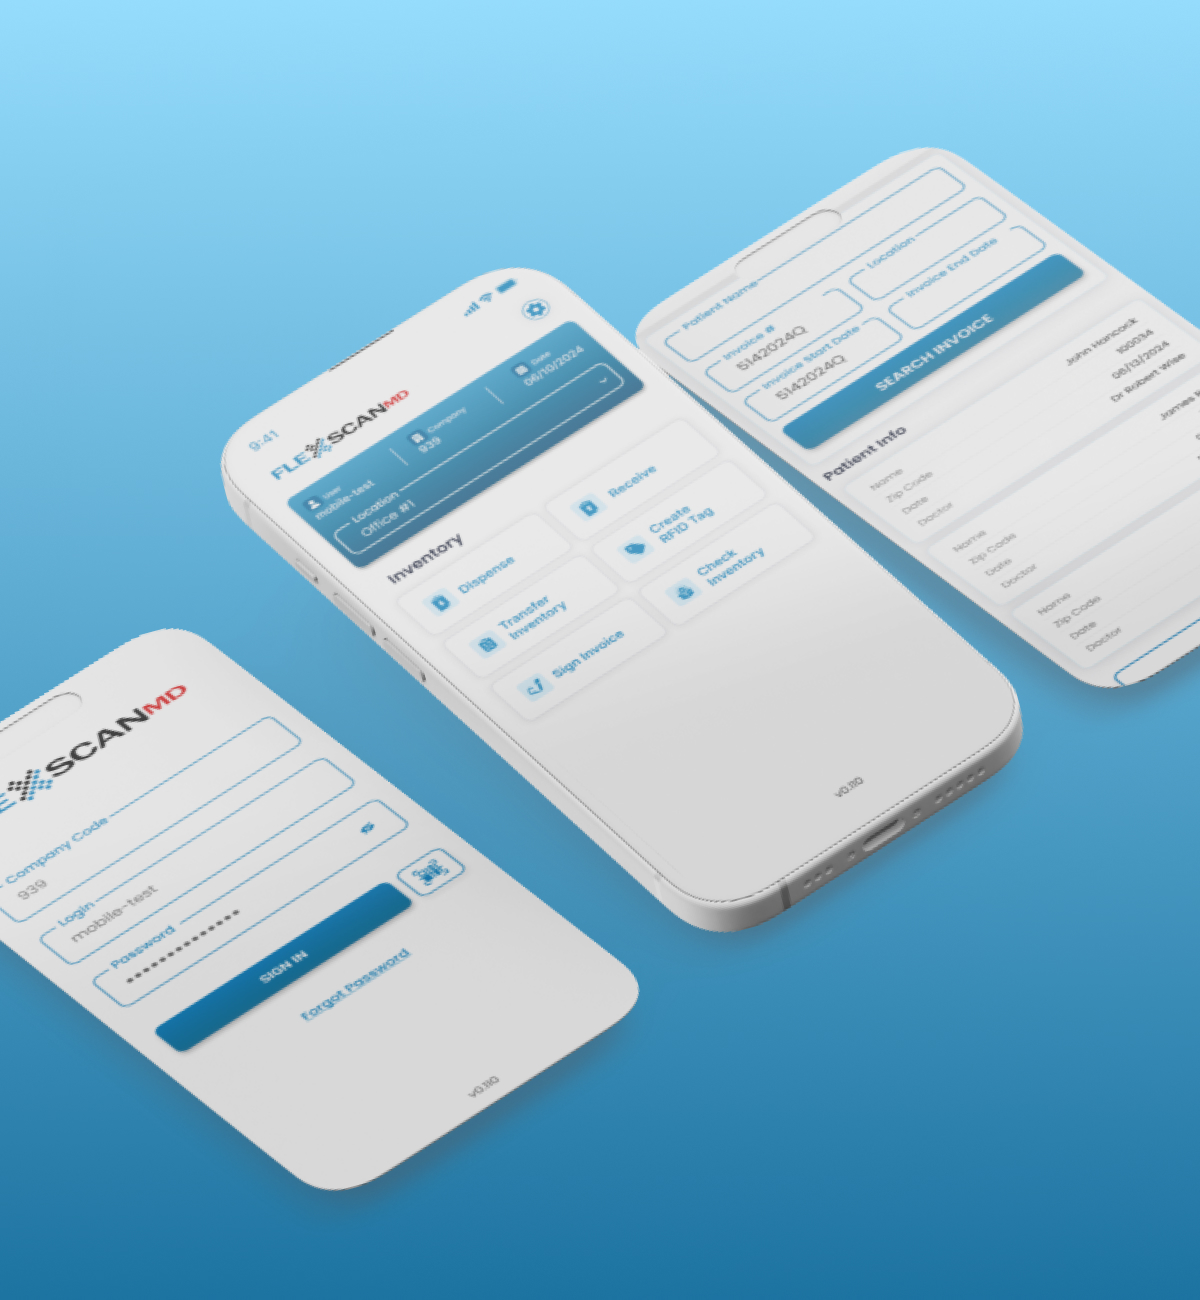 E SCANMD
Company Code
939
Login
mobile-test
Password
SIGN IN
Forgot Password
v0.110
9:41
FLEXSCANMD
User
mobile-test
Company
939
Date
06/10/2024
Location
Office #1
Inventory
Dispense
Receive
Transfer
Inventory
Create
RFID Tag
Sign Invoice
Check
Inventory
v0.110
Patient Name
Invoice #
5142024Q
Location
Invoice Start Date
5142024Q
Invoice End Date
SEARCH INVOICE
Patient Info
Name
John Hancock
Zip Code
100034
Date
06/13/2024
Doctor
Dr Robert Wise
Name
James
Zip Code
Date
Doctor
Name
Zip Code
Date
Doctor